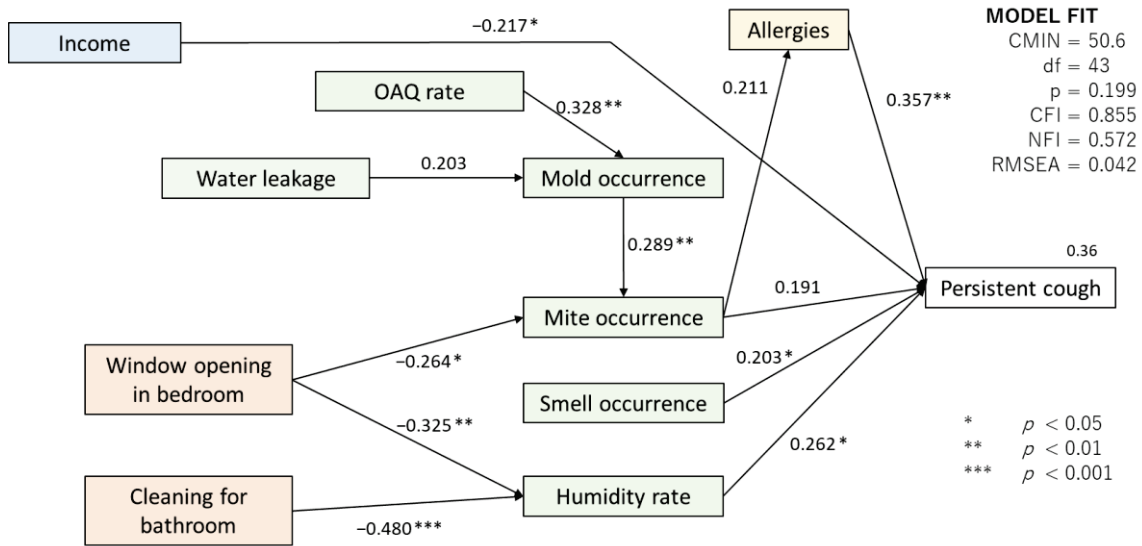 Income
−0.217*
Allergies
MODEL FIT
CMIN = 50.6
df = 43
p = 0.199
CFI = 0.855
NFI = 0.572
RMSEA = 0.042
OAQ rate
0.328**
0.211
0.357**
Water leakage
0.203
Mold occurrence
0.289**
0.36
Persistent cough
Mite occurrence
0.191
Window opening
in bedroom
−0.264*
−0.325**
Smell occurrence
0.203*
0.262*
Cleaning for
bathroom
−0.480***
Humidity rate
* p < 0.05
** p < 0.01
*** p < 0.001